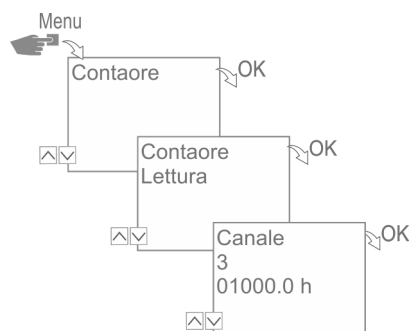 Menu
Contaore
OK
Contaore
Lettura
OK
Canale
3
01000.0 h
OK